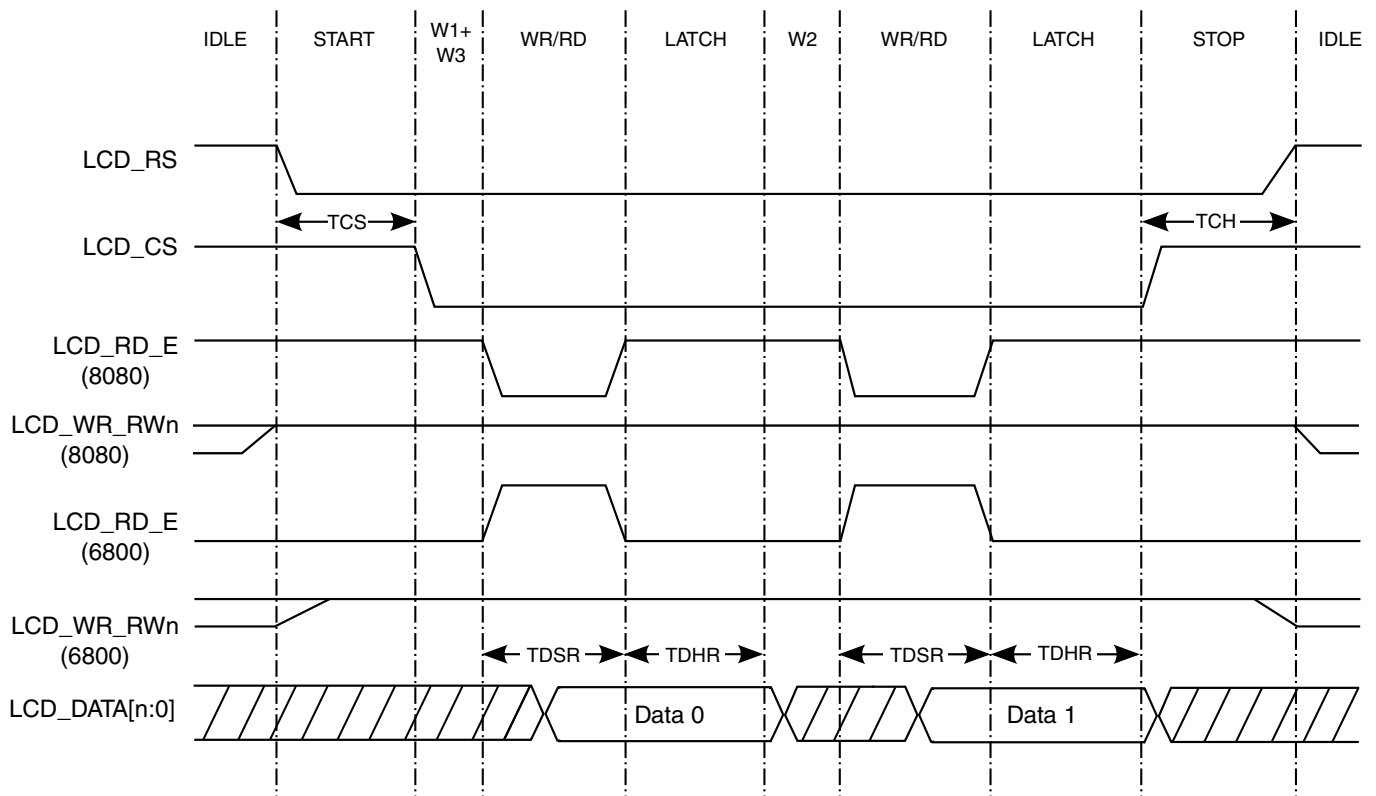 IDLE START W1+ WR/RD LATCH W2 WR/RD LATCH STOP IDLE
W3
LCD_RS
TCS TCH
LCD_CS
LCD_RD_E
(8080)
LCD_WR_RWn
(8080)
LCD_RD_E
(6800)
LCD_WR_RWn
(6800)
TDSR TDHR TDSR TDHR
LCD_DATA[n:0] Data 0 Data 1